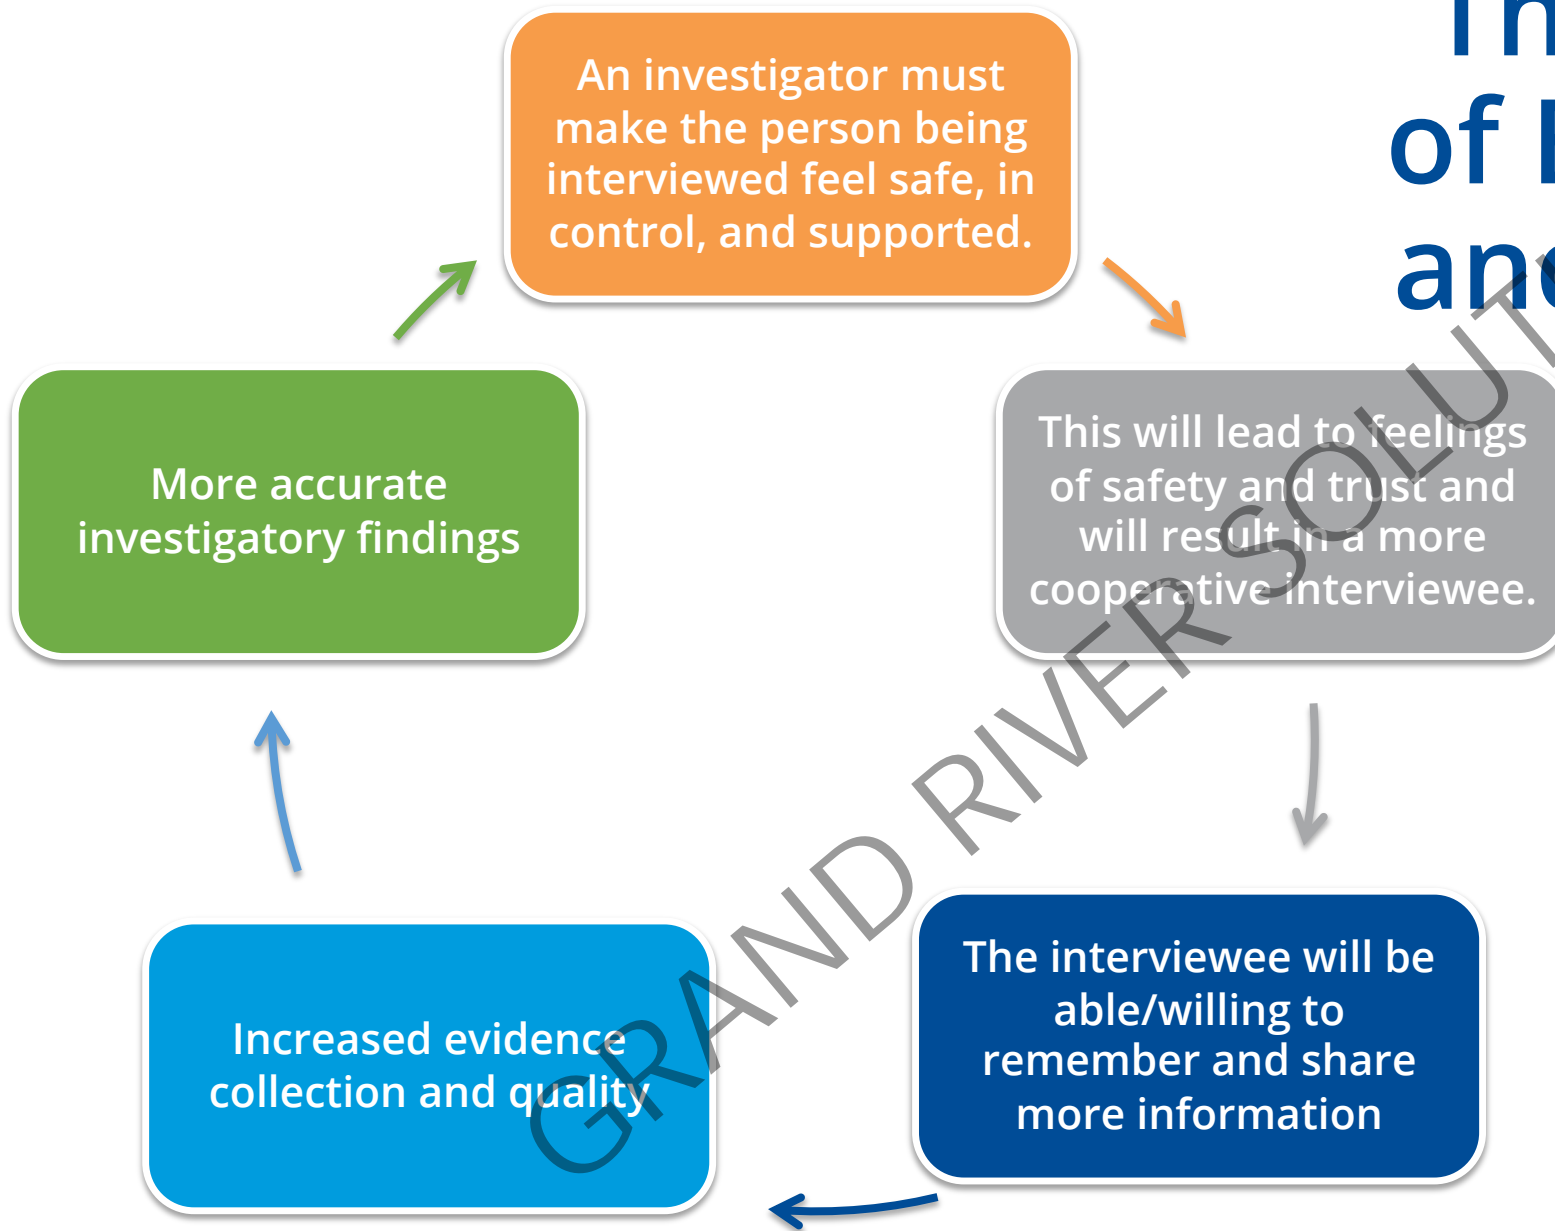 An investigator must
make the person being
interviewed feel safe, in
control, and supported.
of
This will lead to feelings
of safety and trust and
will result in a more
cooperative interviewee.
The interviewee will be
able/willing to
remember and share
more information
Increased evidence
collection and quality
More accurate
investigatory findings
GRAND RIVER